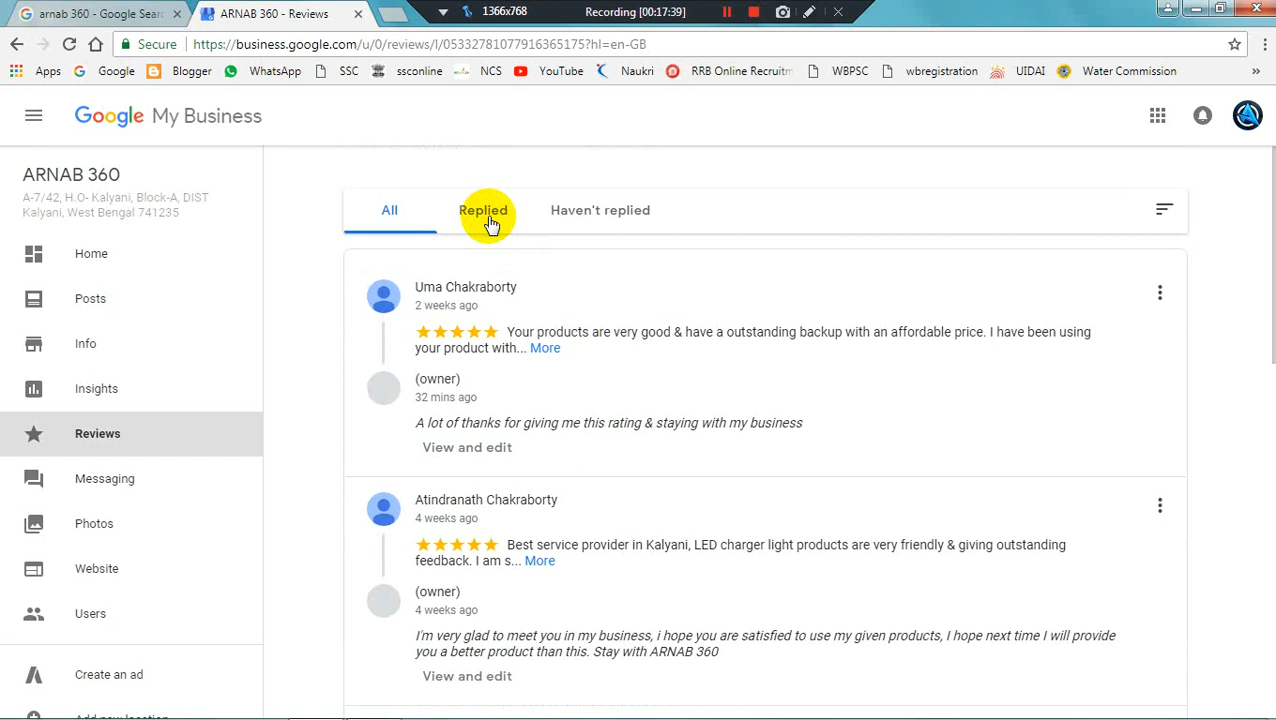 arnab 360 - Google Sear
ARNAB 360 - Reviews
1366x768
Recording [00:17:39]
Secure
https://business.google.com/u/0/reviews/l/05332781077916365175?hl=en-GB
Apps
Google
Blogger
WhatsApp
SSC
ssconline
NCS
YouTube
Naukri
RRB Online Recruitm
WBPSC
wbregistration
UIDAI
Water Commission
»
Google My Business
ARNAB 360
A-7/42, H.O- Kalyani, Block-A, DIST
Kalyani, West Bengal 741235
Home
Posts
Info
Insights
Reviews
Messaging
Photos
Website
Users
Create an ad
Add new location
All
Replied
Haven't replied
Uma Chakraborty
2 weeks ago
Your products are very good & have a outstanding backup with an affordable price. I have been using
your product with... More
(owner)
32 mins ago
A lot of thanks for giving me this rating & staying with my business
View and edit
Atindranath Chakraborty
4 weeks ago
Best service provider in Kalyani, LED charger light products are very friendly & giving outstanding
feedback. I am s... More
(owner)
4 weeks ago
I'm very glad to meet you in my business, i hope you are satisfied to use my given products, I hope next time I will provide
you a better product than this. Stay with ARNAB 360
View and edit